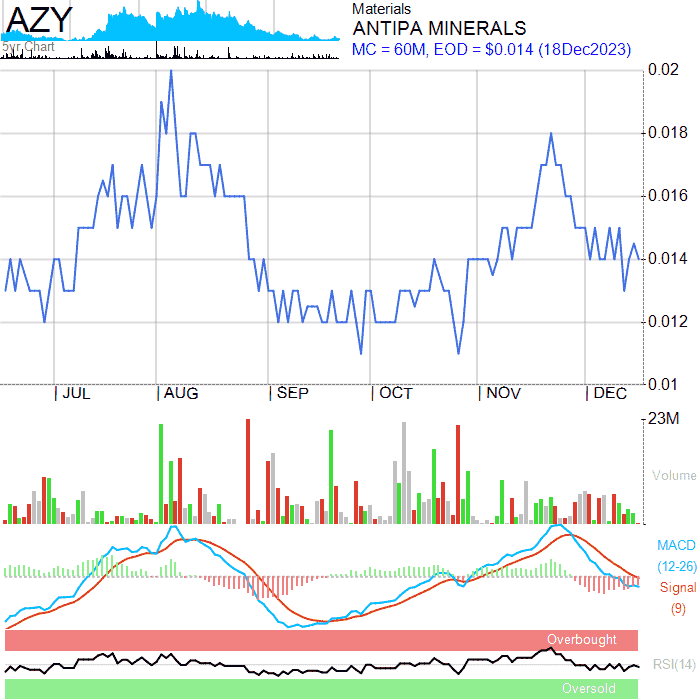 AZY
5yr Chart
Materials
ANTIPA MINERALS
MC = 60M, EOD = $0.014 (18Dec2023)
0.02
0.018
0.016
0.014
0.012
0.01
JUL AUG SEP OCT NOV DEC
23M
Volume
MACD
(12-26)
Signal
(9)
Overbought
RSI(14)
Oversold